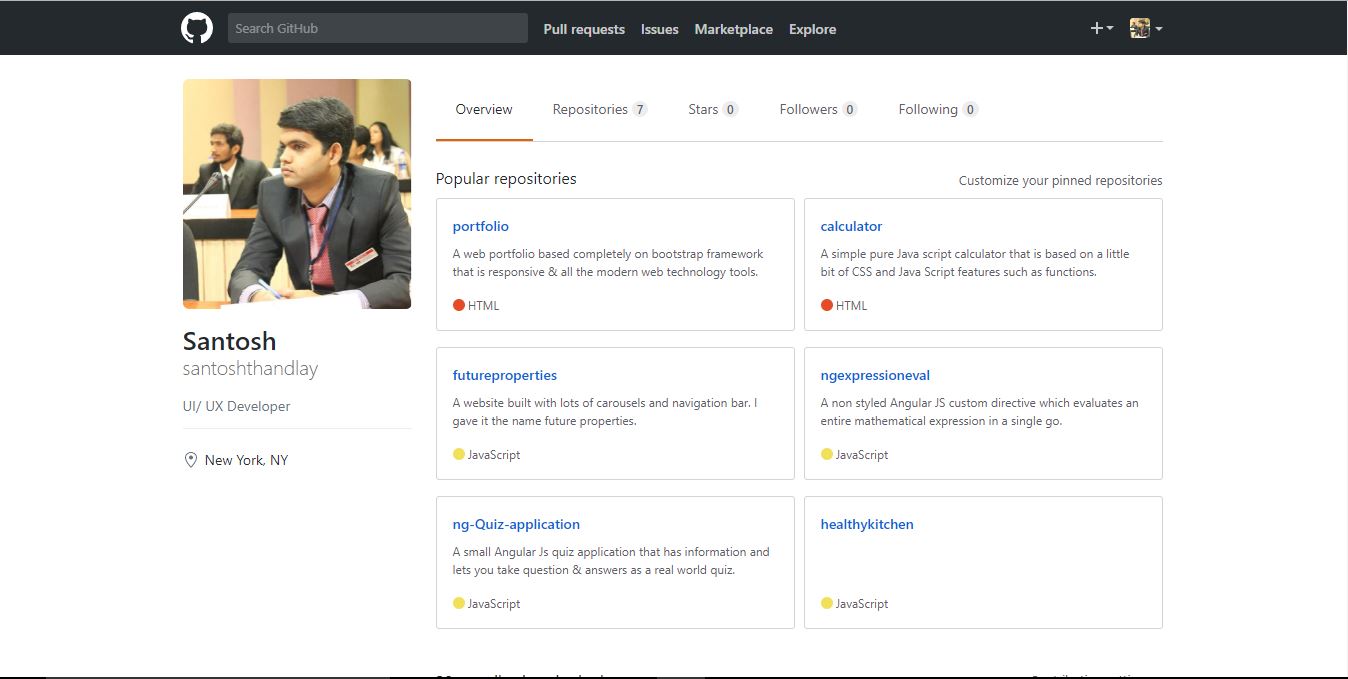 Search GitHub
Pull requests
Issues
Marketplace
Explore
Overview
Repositories 7
Stars 0
Followers 0
Following 0
Popular repositories
Customize your pinned repositories
portfolio
A web portfolio based completely on bootstrap framework
that is responsive & all the modern web technology tools.
HTML
calculator
A simple pure Java script calculator that is based on a little
bit of CSS and Java Script features such as functions.
HTML
futureproperties
A website built with lots of carousels and navigation bar. I
gave it the name future properties.
JavaScript
ngexpressioneval
A non styled Angular JS custom directive which evaluates an
entire mathematical expression in a single go.
JavaScript
ng-Quiz-application
A small Angular Js quiz application that has information and
lets you take question & answers as a real world quiz.
JavaScript
healthykitchen
JavaScript
Santosh
santoshthandlay
UI/ UX Developer
New York, NY